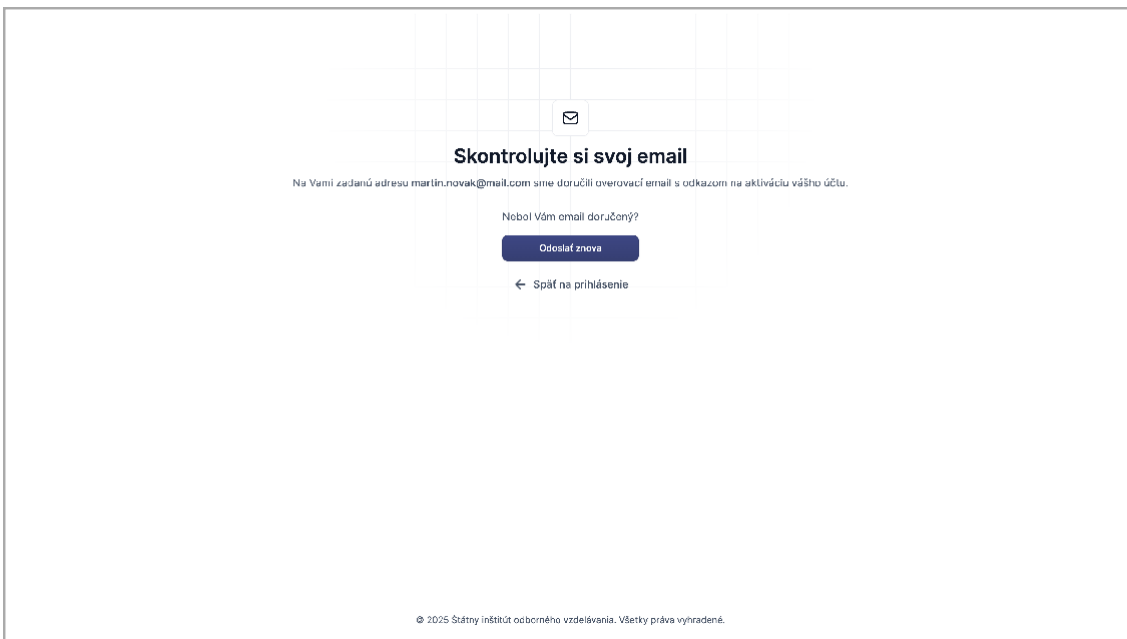 Skontrolujte si svoj email
Na Vami zadanú adresu martin.novak@mail.com sme doručili overovací email s odkazom na aktiváciu vášho účtu.
Nebol Vám email doručený?
Odoslať znova
Späť na prihlásenie
© 2025 Štátny inštitút odborného vzdelávania. Všetky práva vyhradené.